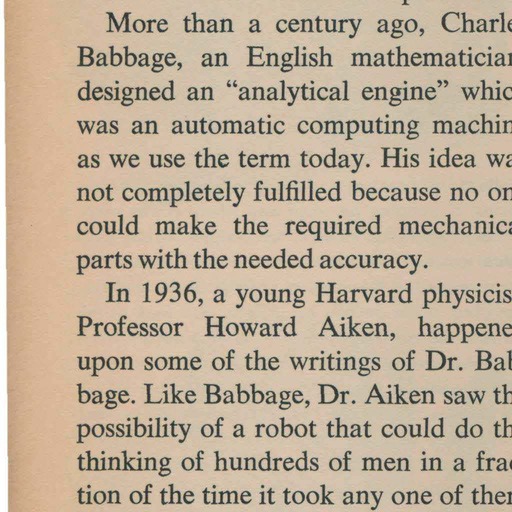 More than a century ago, Charle
Babbage, an English mathematician
designed an “analytical engine” whic
was an automatic computing machin
as we use the term today. His idea wa
not completely fulfilled because no on
could make the required mechanica
parts with the needed accuracy.
In 1936, a young Harvard physicis
Professor Howard Aiken, happene
upon some of the writings of Dr. Bab
bage. Like Babbage, Dr. Aiken saw th
possibility of a robot that could do th
thinking of hundreds of men in a frac
tion of the time it took any one of them